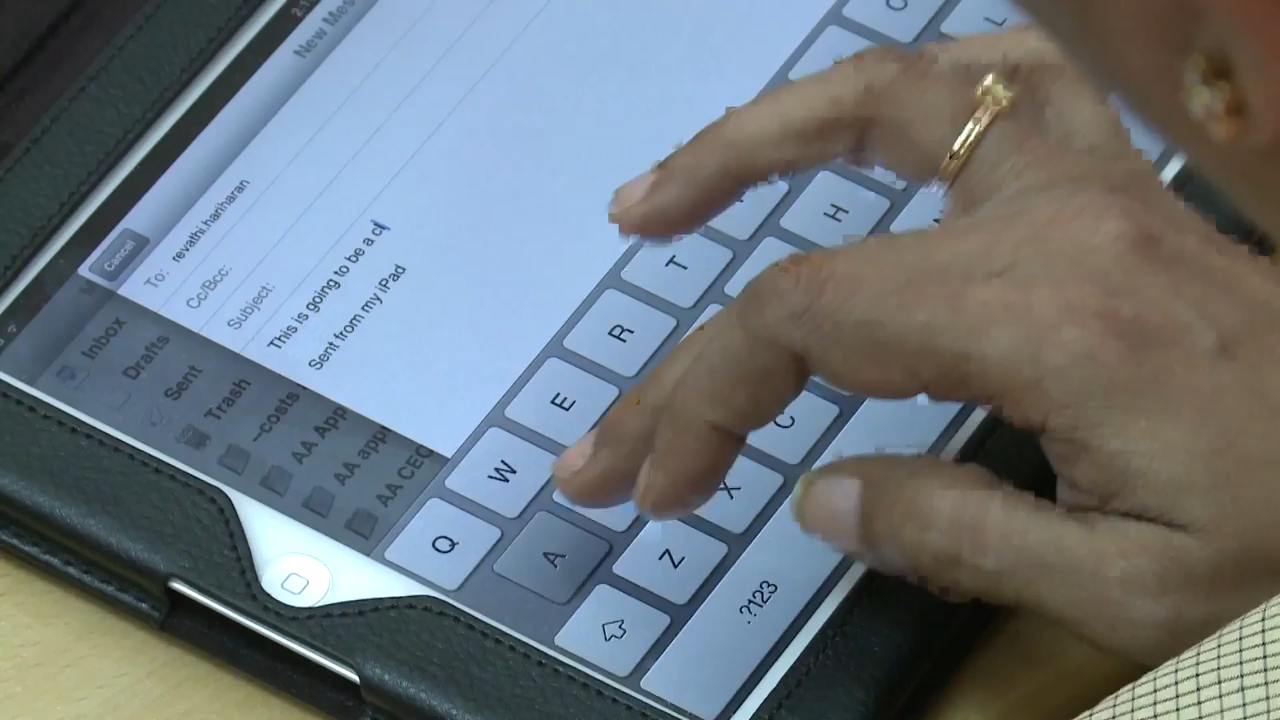 New Mes
Cancel
To: revathi.hariharan
Cc/Bcc:
Subject:
This is going to be a d
Sent from my iPad
Inbox
Drafts
Sent
Trash
--costs
AA App
AA app
AA CEC
Q
W
E
R
T
H
O
L
A
Z
X
C
.?123